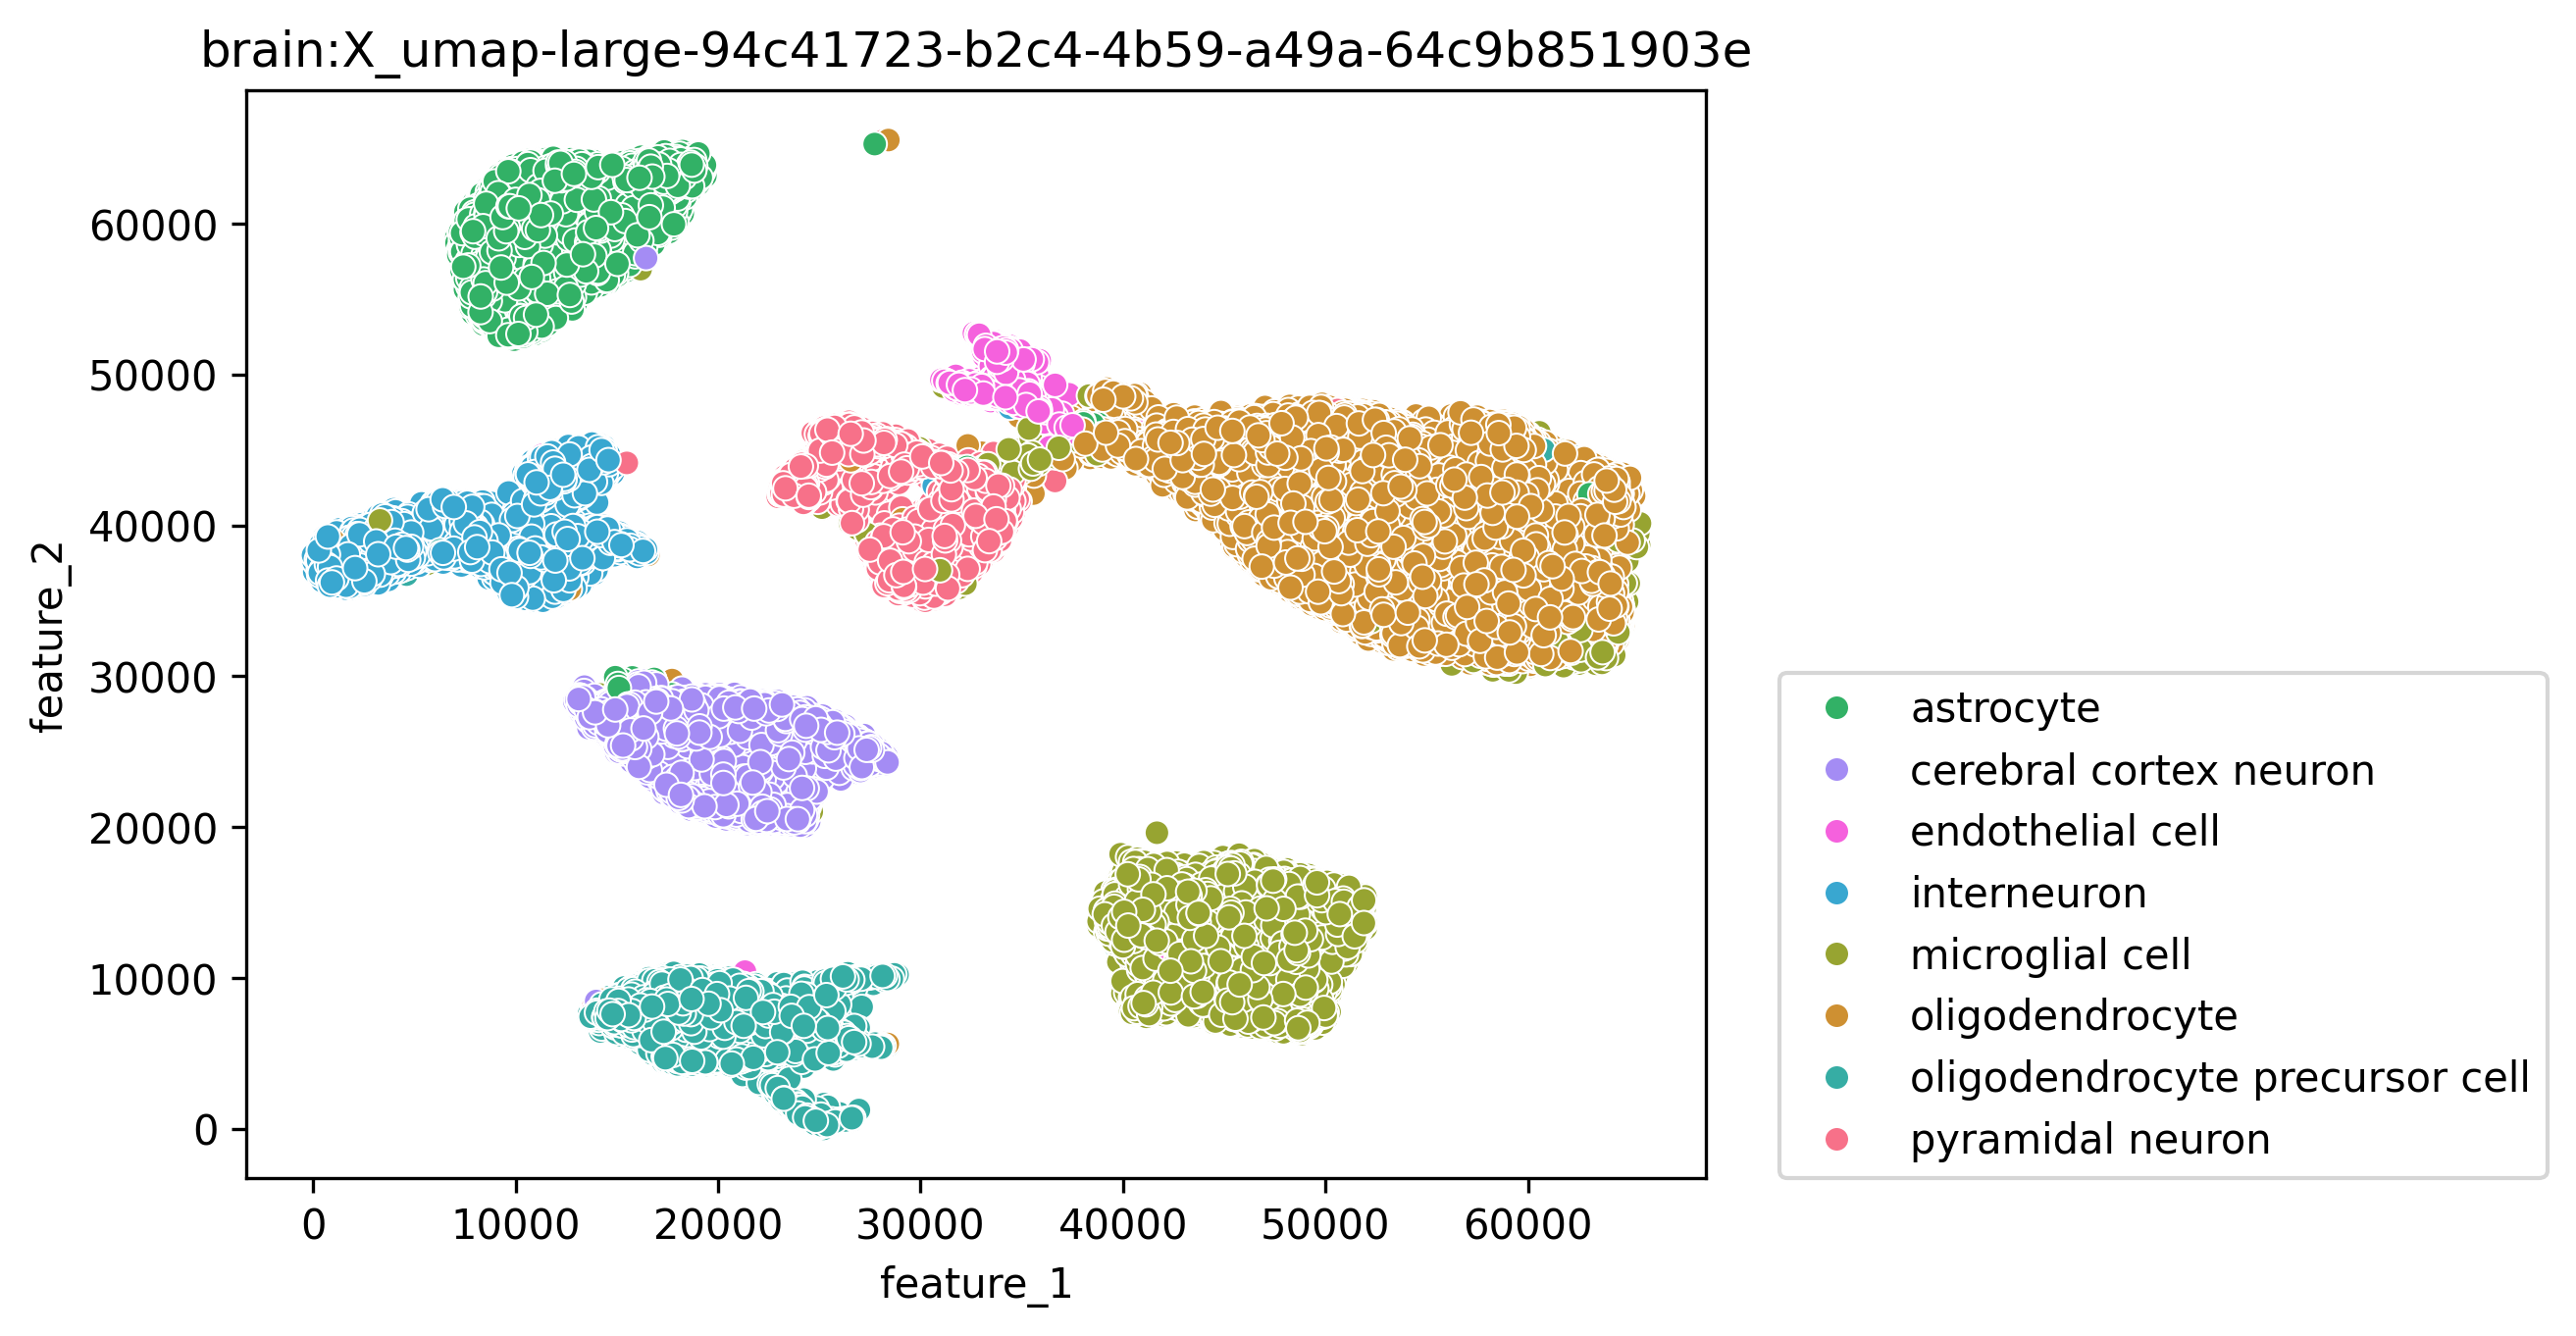 brain:X_umap-large-94c41723-b2c4-4b59-a49a-64c9b851903e
60000
50000
40000
30000
20000
10000
0
feature_2
0 10000 20000 30000 40000 50000 60000
feature_1
astrocyte
cerebral cortex neuron
endothelial cell
interneuron
microglial cell
oligodendrocyte
oligodendrocyte precursor cell
pyramidal neuron